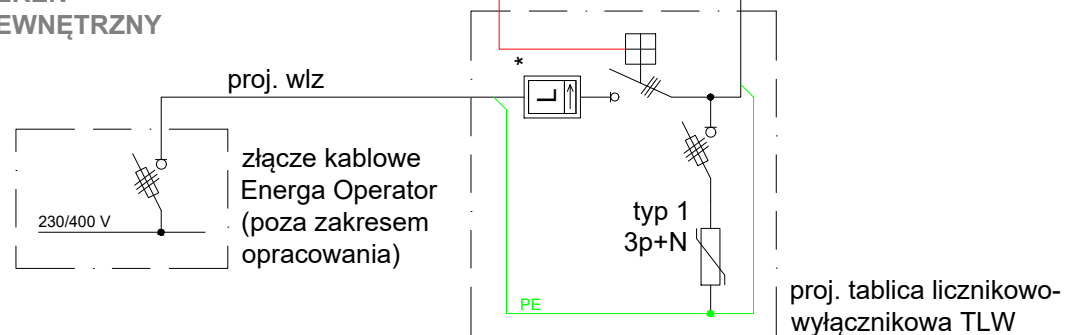 EWNĘTRZNY
*
proj. wlz
L
złącze kablowe
Energa Operator
(poza zakresem
opracowania)
230/400 V
typ 1
3p+N
PE
proj. tablica licznikowo-
wyłącznikowa TLW